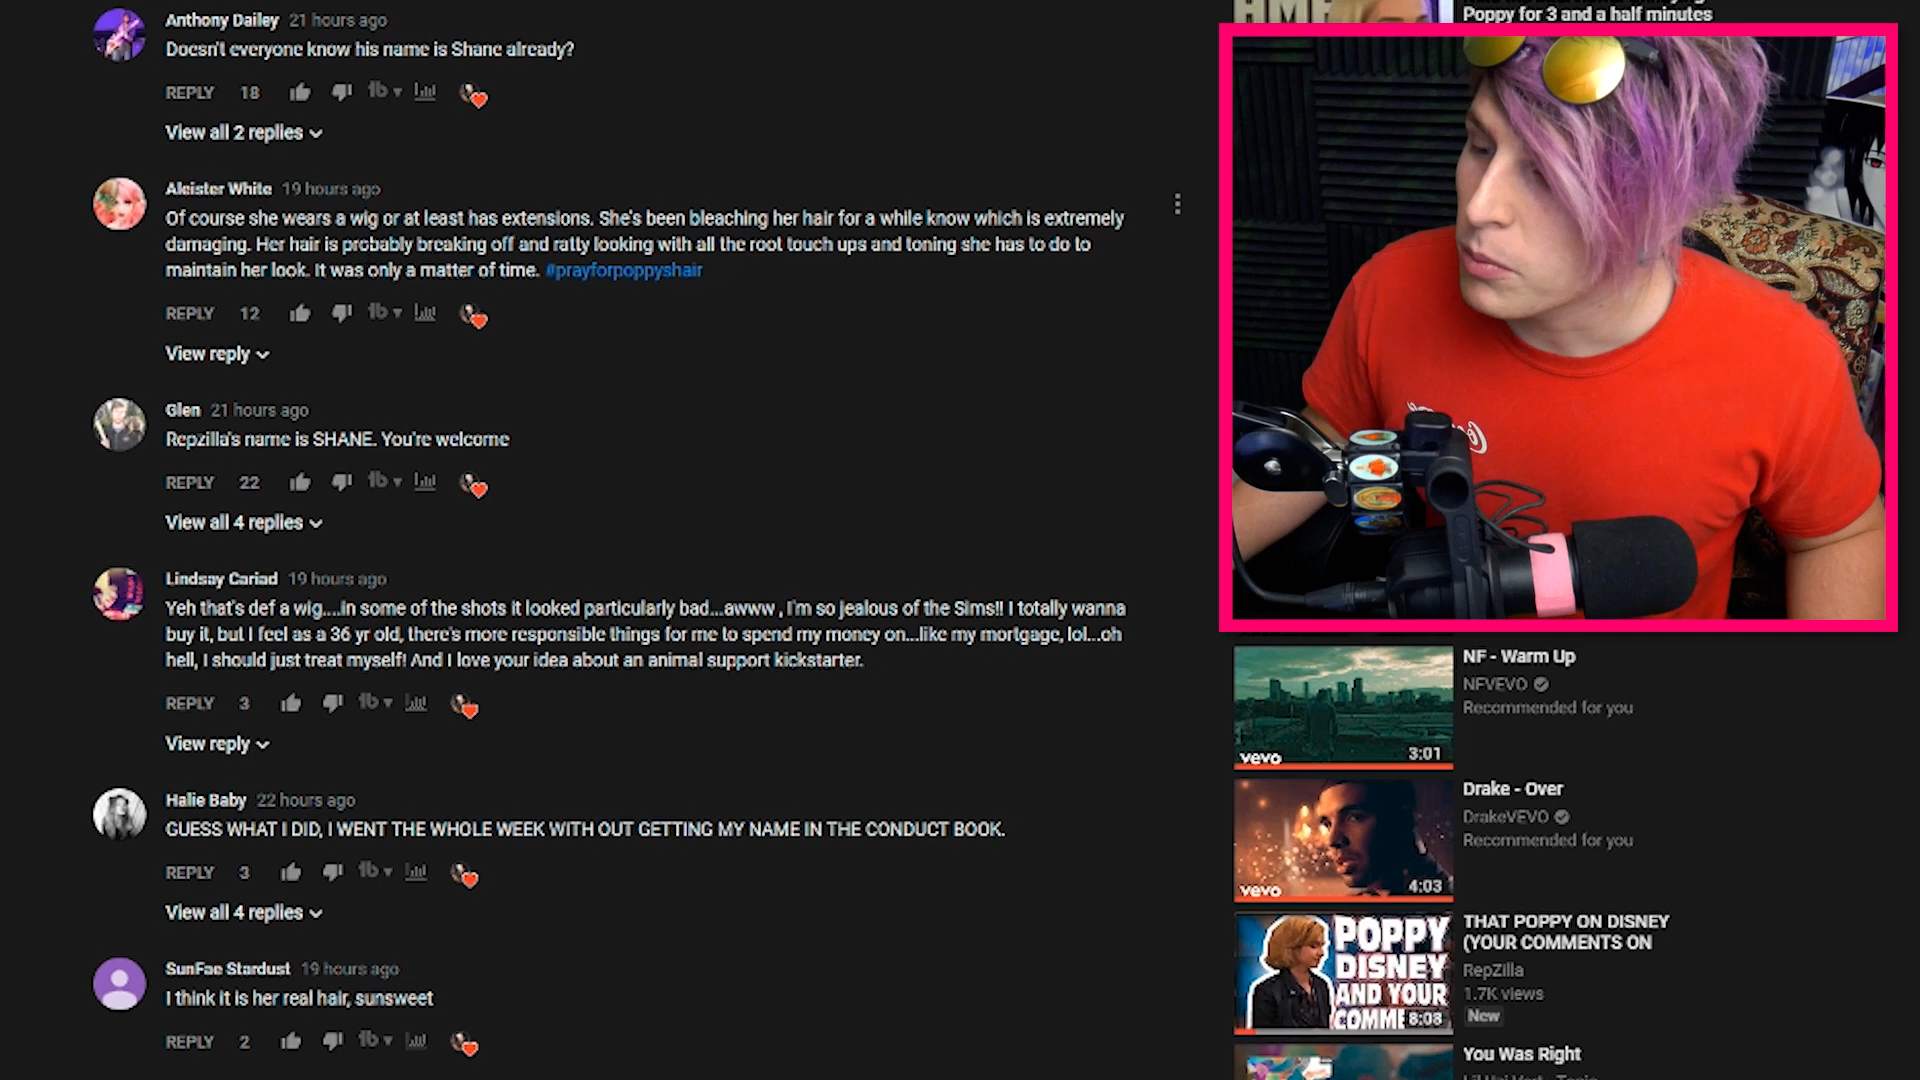 Anthony Dailey 21 hours ago
Doesn't everyone know his name is Shane already?
REPLY 18
View all 2 replies
Aleister White 19 hours ago
Of course she wears a wig or at least has extensions. She's been bleaching her hair for a while know which is extremely
damaging. Her hair is probably breaking off and ratty looking with all the root touch ups and toning she has to do to
maintain her look. It was only a matter of time. #prayforpoppyshair
REPLY 12
View reply
Glen 21 hours ago
Repzilla's name is SHANE. You're welcome
REPLY 22
View all 4 replies
Lindsay Cariad 19 hours ago
Yeh that's def a wig....in some of the shots it looked particularly bad...awww , I'm so jealous of the Sims!! I totally wanna
buy it, but I feel as a 36 yr old, there's more responsible things for me to spend my money on...like my mortgage, lol...oh
hell, I should just treat myself! And I love your idea about an animal support kickstarter.
REPLY 3
View reply
Halie Baby 22 hours ago
GUESS WHAT I DID, I WENT THE WHOLE WEEK WITH OUT GETTING MY NAME IN THE CONDUCT BOOK.
REPLY 3
View all 4 replies
SunFae Stardust 19 hours ago
I think it is her real hair, sunsweet
REPLY 2
Poppy for 3 and a half minutes
NF - Warm Up
NFVEVO
Recommended for you
vevo 3:01
Drake - Over
DrakeVEVO
Recommended for you
vevo 4:03
POPPY
DISNEY
AND YOUR
COMME 8:08
THAT POPPY ON DISNEY
(YOUR COMMENTS ON
RepZilla
1.7K views
New
You Was Right